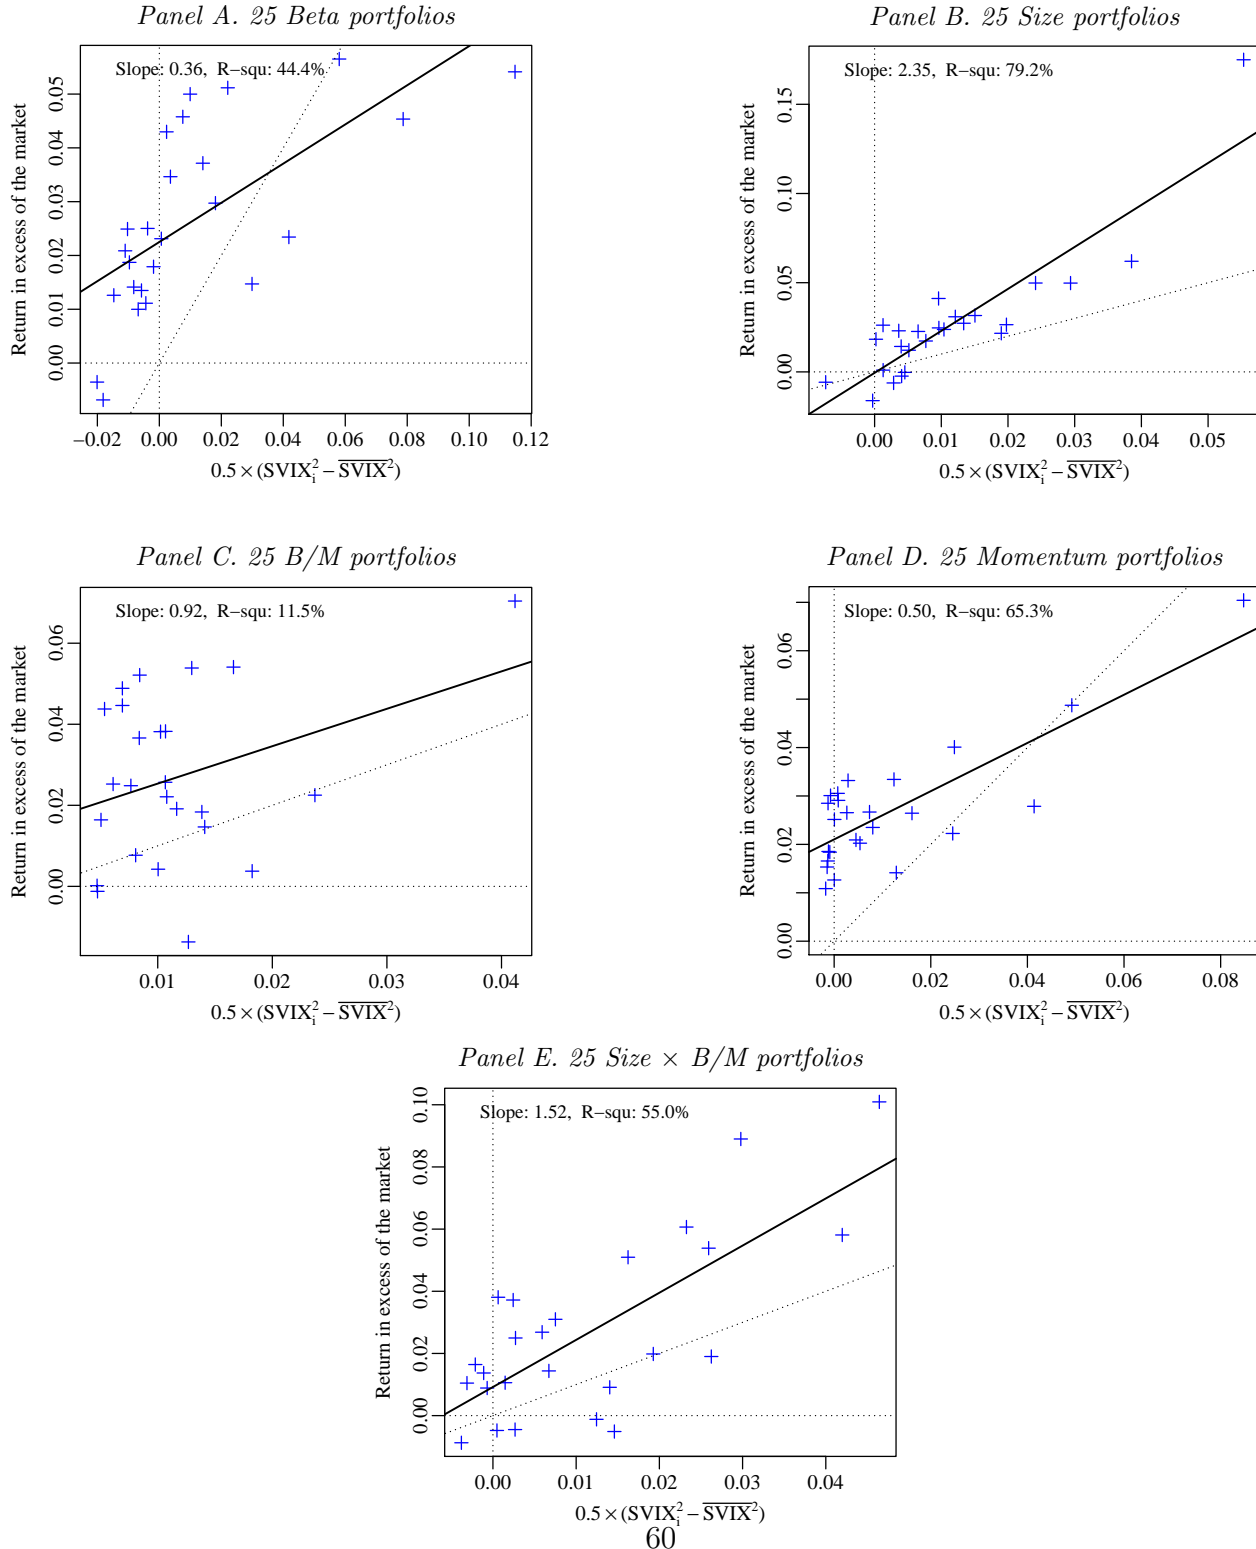 Panel A. 25 Beta portfolios
Slope: 0.36, R−squ: 44.4%
Return in excess of the market
0.00 0.01 0.02 0.03 0.04 0.05
−0.02 0.00 0.02 0.04 0.06 0.08 0.10 0.12
0.5 × (SVIX²ᵢ − S̅V̅I̅X̅²)
Panel B. 25 Size portfolios
Slope: 2.35, R−squ: 79.2%
Return in excess of the market
0.00 0.05 0.10 0.15
0.00 0.01 0.02 0.03 0.04 0.05
0.5 × (SVIX²ᵢ − S̅V̅I̅X̅²)
Panel C. 25 B/M portfolios
Slope: 0.92, R−squ: 11.5%
Return in excess of the market
0.00 0.02 0.04 0.06
0.01 0.02 0.03 0.04
0.5 × (SVIX²ᵢ − S̅V̅I̅X̅²)
Panel D. 25 Momentum portfolios
Slope: 0.50, R−squ: 65.3%
Return in excess of the market
0.00 0.02 0.04 0.06
0.00 0.02 0.04 0.06 0.08
0.5 × (SVIX²ᵢ − S̅V̅I̅X̅²)
Panel E. 25 Size × B/M portfolios
Slope: 1.52, R−squ: 55.0%
Return in excess of the market
0.00 0.02 0.04 0.06 0.08 0.10
0.00 0.01 0.02 0.03 0.04
0.5 × (SVIX²ᵢ − S̅V̅I̅X̅²)
60